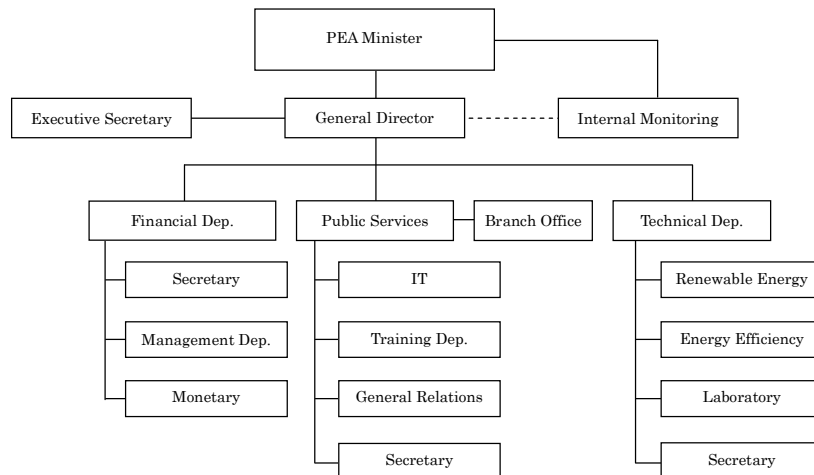 PEA Minister
Executive Secretary
General Director
Internal Monitoring
Financial Dep.
Public Services
Branch Office
Technical Dep.
Secretary
IT
Renewable Energy
Management Dep.
Training Dep.
Energy Efficiency
Monetary
General Relations
Laboratory
Secretary
Secretary